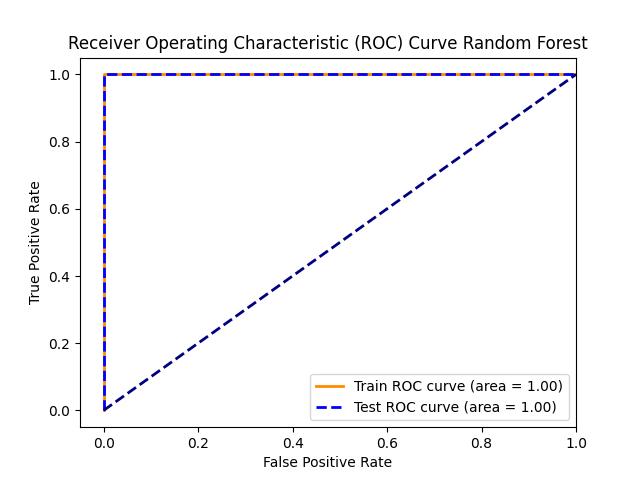 Receiver Operating Characteristic (ROC) Curve Random Forest
1.0
0.8
0.6
0.4
0.2
0.0
True Positive Rate
Train ROC curve (area = 1.00)
Test ROC curve (area = 1.00)
0.0 0.2 0.4 0.6 0.8 1.0
False Positive Rate